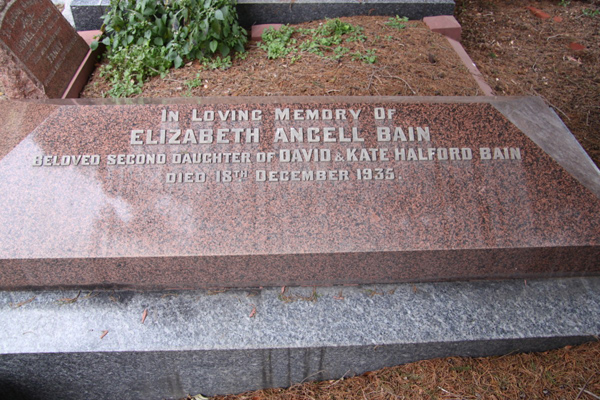 IN LOVING MEMORY OF
ELIZABETH ANGELL BAIN
BELOVED SECOND DAUGHTER OF DAVID & KATE HALFORD BAIN
DIED 18TH DECEMBER 1935.